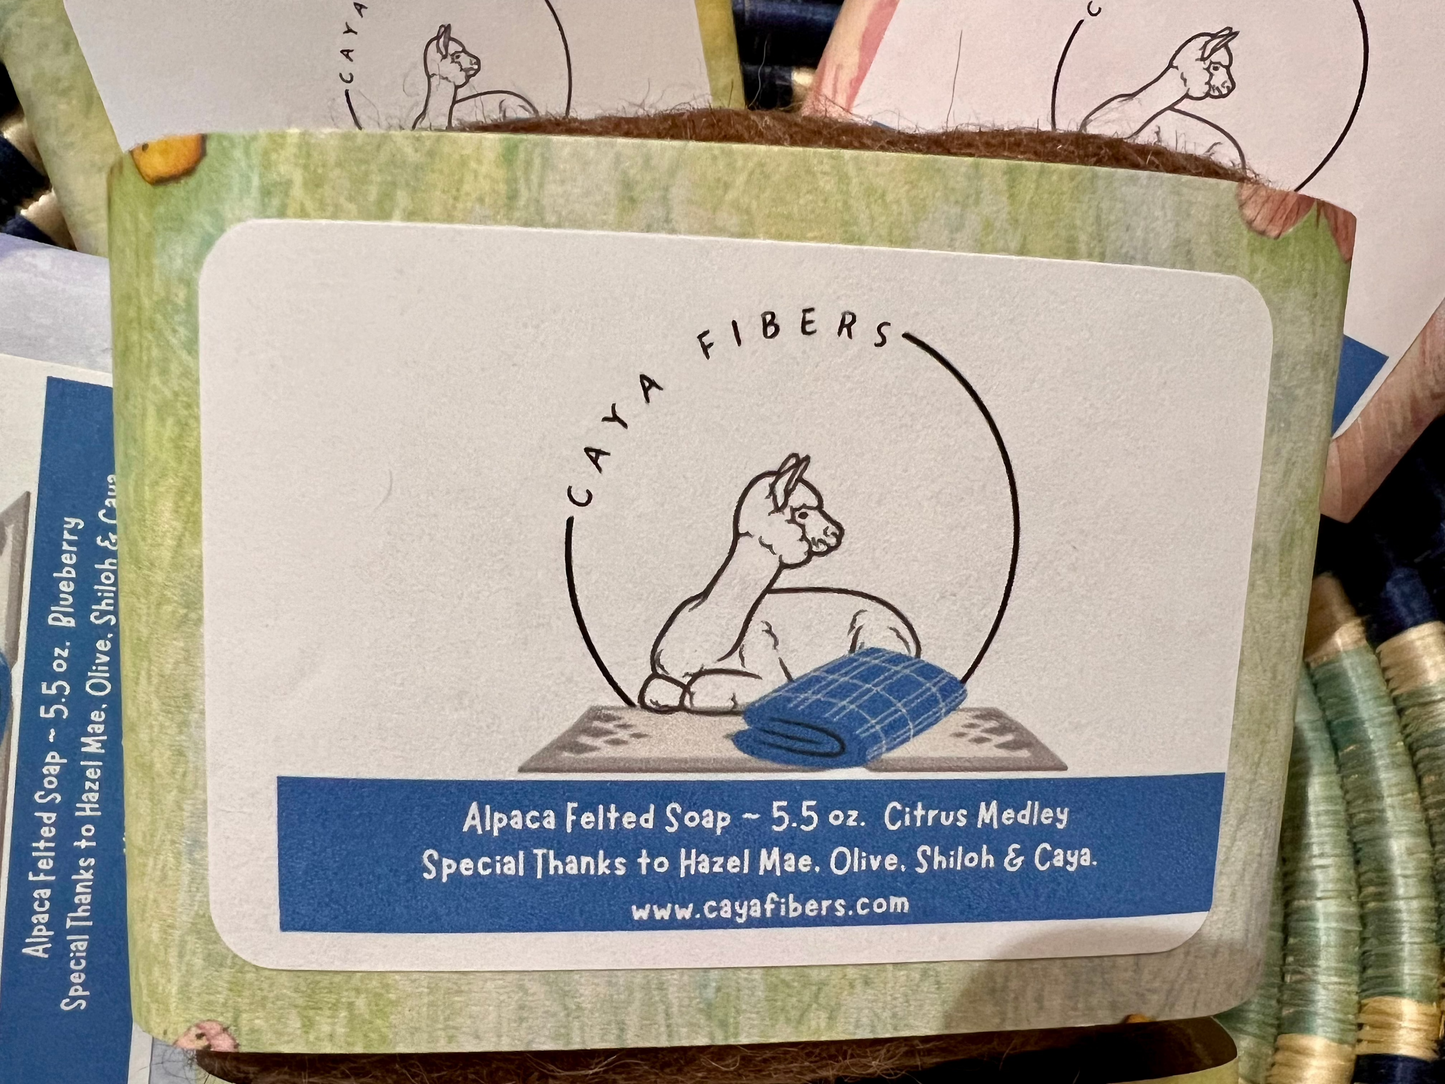 CAYA
C
CAYA FIBERS
Alpaca Felted Soap ~ 5.5 oz. Citrus Medley
Special Thanks to Hazel Mae, Olive, Shiloh & Caya.
www.cayafibers.com
Alpaca Felted Soap ~ 5.5 oz. Blueberry
Special Thanks to Hazel Mae, Olive, Shiloh & Caya